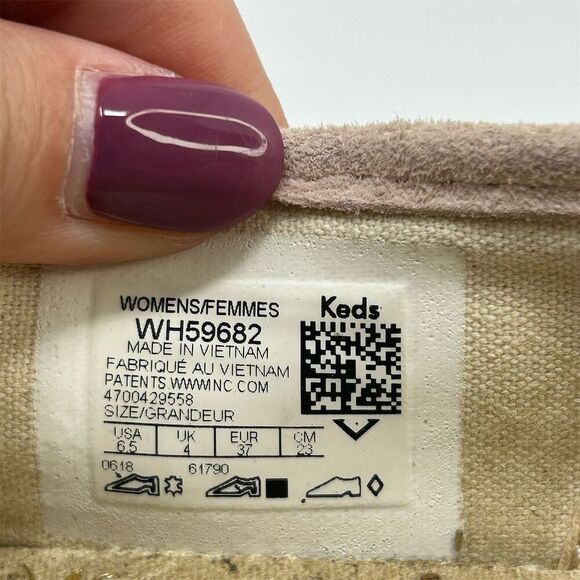 WOMENS/FEMMES
Keds
WH59682
MADE IN VIETNAM
FABRIQUÉ AU VIETNAM
PATENTS.WWWINC.COM
4700429558
SIZE/GRANDEUR
USA UK EUR CM
6.5 4 37 23
0618 61790